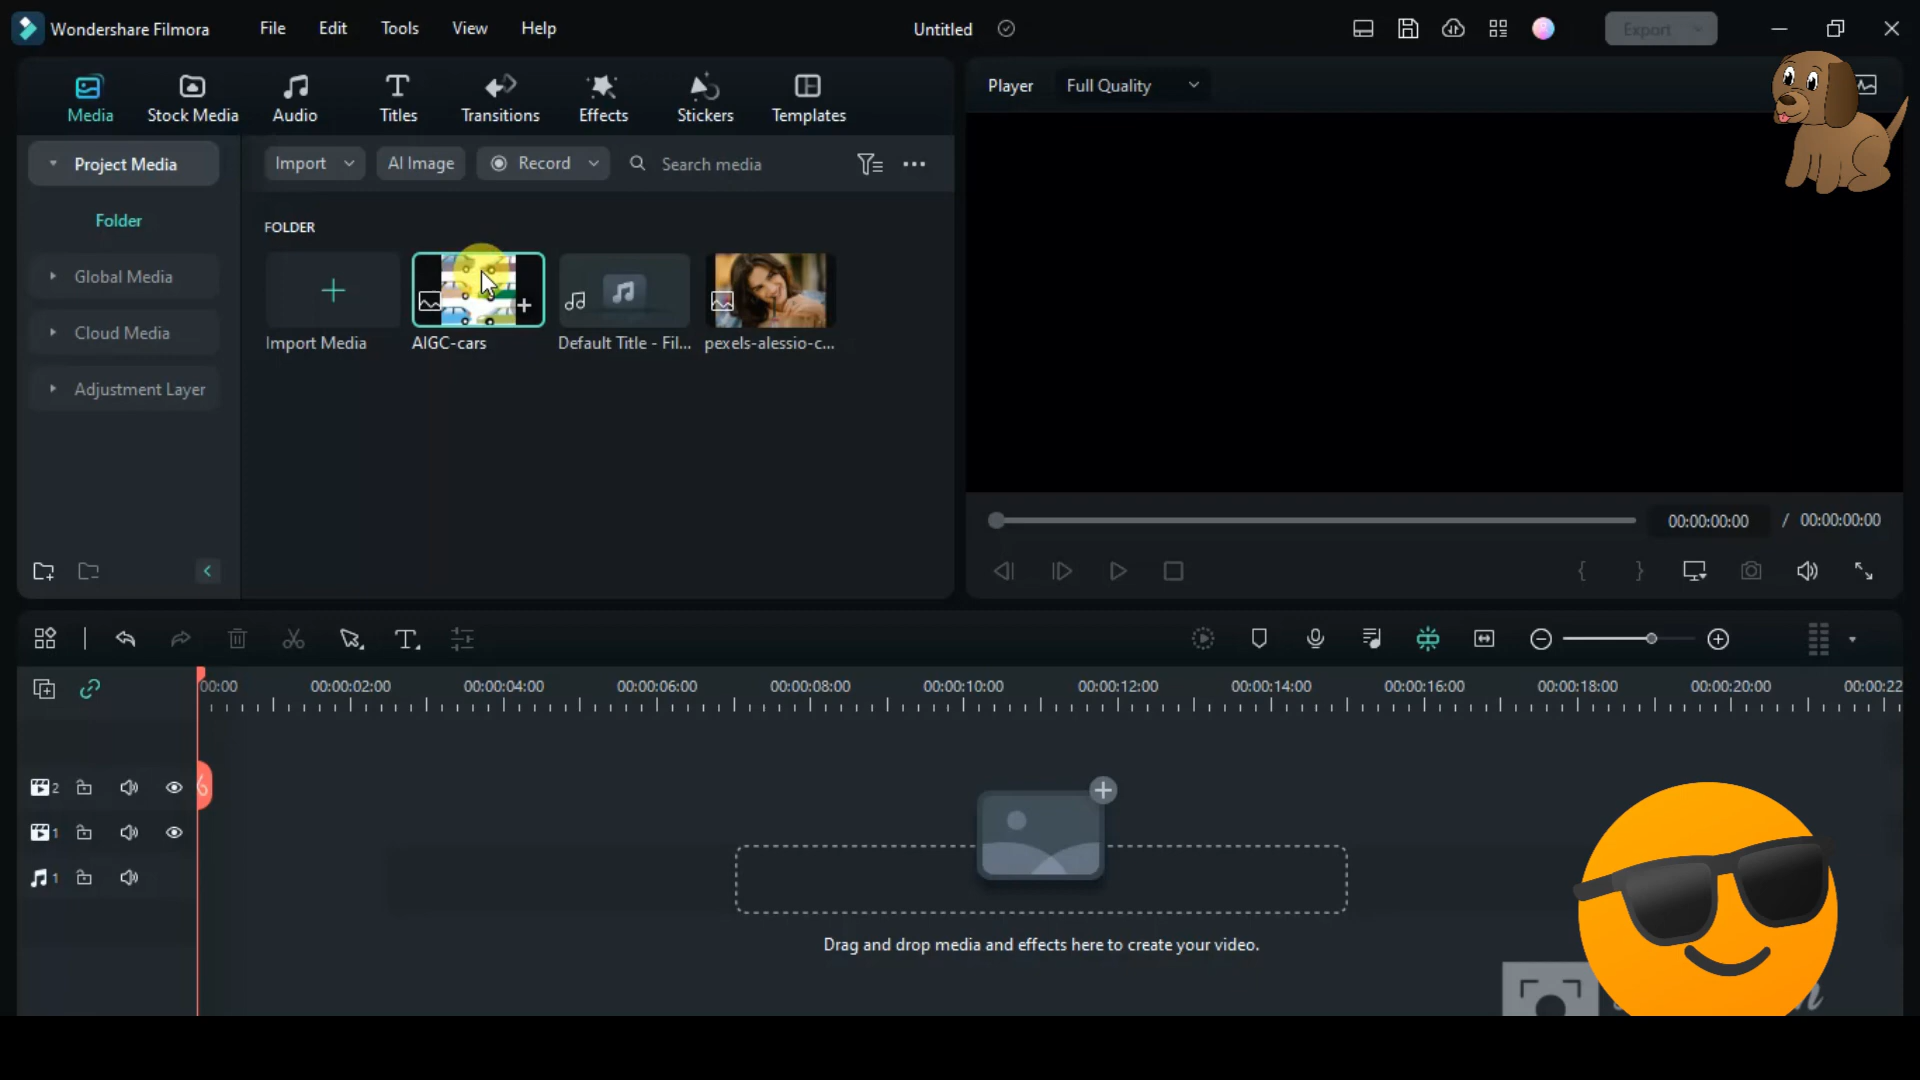 Wondershare Filmora
File
Edit
Tools
View
Help
Untitled
Export
Media
Stock Media
Audio
Titles
Transitions
Effects
Stickers
Templates
Player
Full Quality
Project Media
Import
AI Image
Record
Search media
Folder
FOLDER
Global Media
Cloud Media
Adjustment Layer
Import Media
AIGC-cars
Default Title - Fil...
pexels-alessio-c...
00:00:00:00 / 00:00:00:00
00:00 00:00:02:00 00:00:04:00 00:00:06:00 00:00:08:00 00:00:10:00 00:00:12:00 00:00:14:00 00:00:16:00 00:00:18:00 00:00:20:00 00:00:22
2
1
1
Drag and drop media and effects here to create your video.